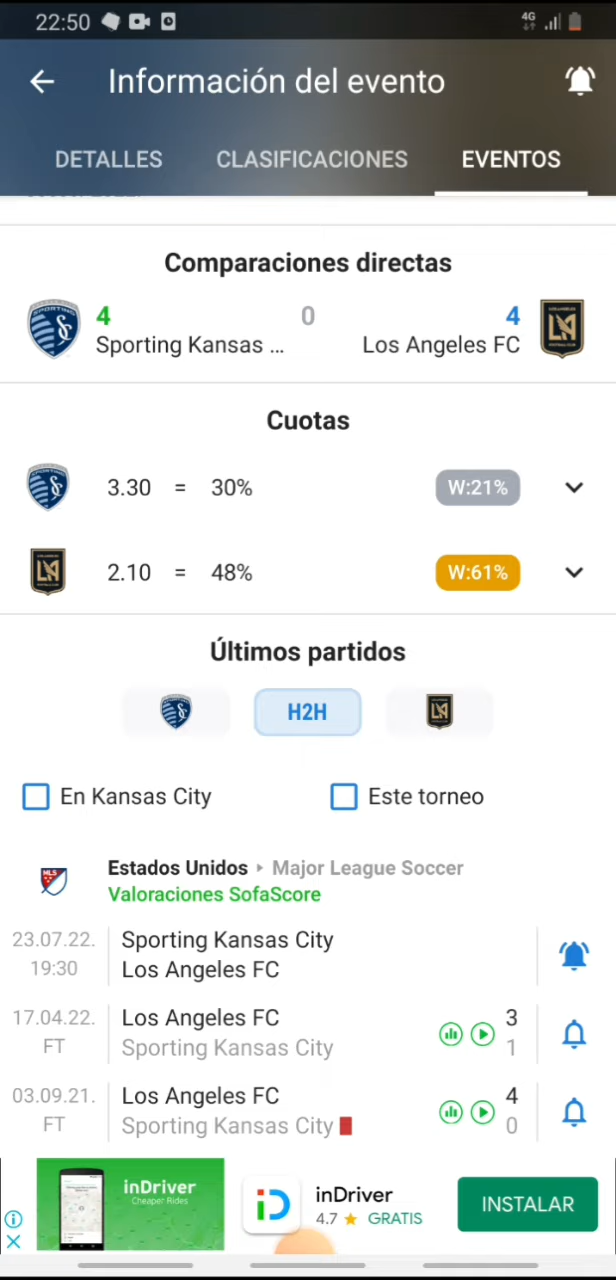 22:50
4G
Información del evento
DETALLES CLASIFICACIONES EVENTOS
Comparaciones directas
4 0 4
Sporting Kansas ... Los Angeles FC
Cuotas
3.30 = 30% W:21%
2.10 = 48% W:61%
Últimos partidos
H2H
En Kansas City Este torneo
Estados Unidos Major League Soccer
Valoraciones SofaScore
23.07.22. Sporting Kansas City
19:30 Los Angeles FC
17.04.22. Los Angeles FC 3
FT Sporting Kansas City 1
03.09.21. Los Angeles FC 4
FT Sporting Kansas City 0
inDriver
Cheaper Rides
iD
inDriver
4.7 GRATIS
INSTALAR